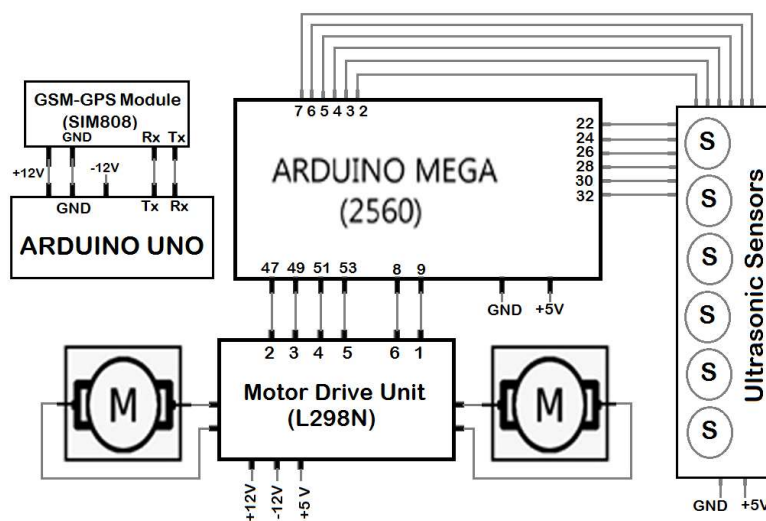 GSM-GPS Module
(SIM808)
GND Rx Tx
+12V -12V
GND Tx Rx
ARDUINO UNO
7 6 5 4 3 2
ARDUINO MEGA
(2560)
22
24
26
28
30
32
47 49 51 53 8 9
GND +5V
2 3 4 5 6 1
Motor Drive Unit
(L298N)
+12V -12V +5 V
M
M
S
S
S
S
S
S
Ultrasonic Sensors
GND +5V